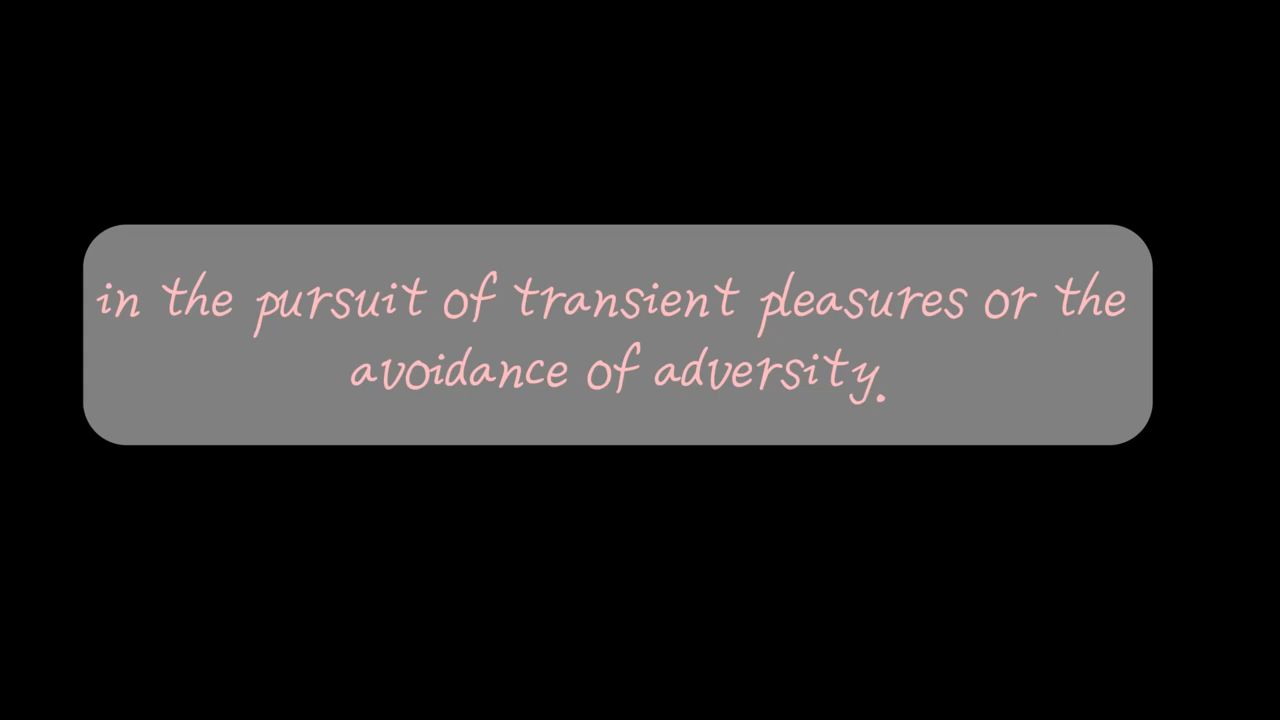 in the pursuit of transient pleasures or the
avoidance of adversity.